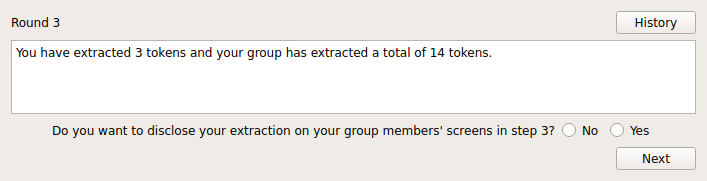 Round 3
History
You have extracted 3 tokens and your group has extracted a total of 14 tokens.
Do you want to disclose your extraction on your group members' screens in step 3? No Yes
Next